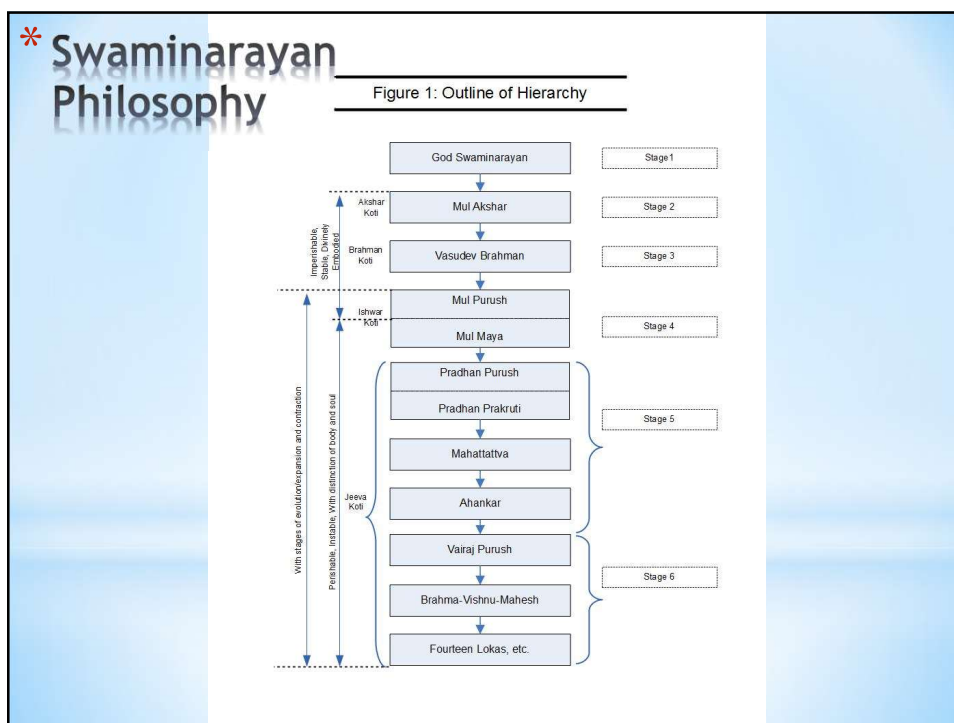 * Swaminarayan
Philosophy
Figure 1: Outline of Hierarchy
God Swaminarayan
Stage1
Akshar
Koti
Mul Akshar
Stage 2
Imperishable,
Stable, Divinely
Embodied
Brahman
Koti
Vasudev Brahman
Stage 3
Ishwar
Koti
Mul Purush
Mul Maya
Stage 4
With stages of evolution/expansion and contraction
Perishable, Instable, With distinction of body and soul
Jeeva
Koti
Pradhan Purush
Pradhan Prakruti
Stage 5
Mahattattva
Ahankar
Vairaj Purush
Stage 6
Brahma-Vishnu-Mahesh
Fourteen Lokas, etc.